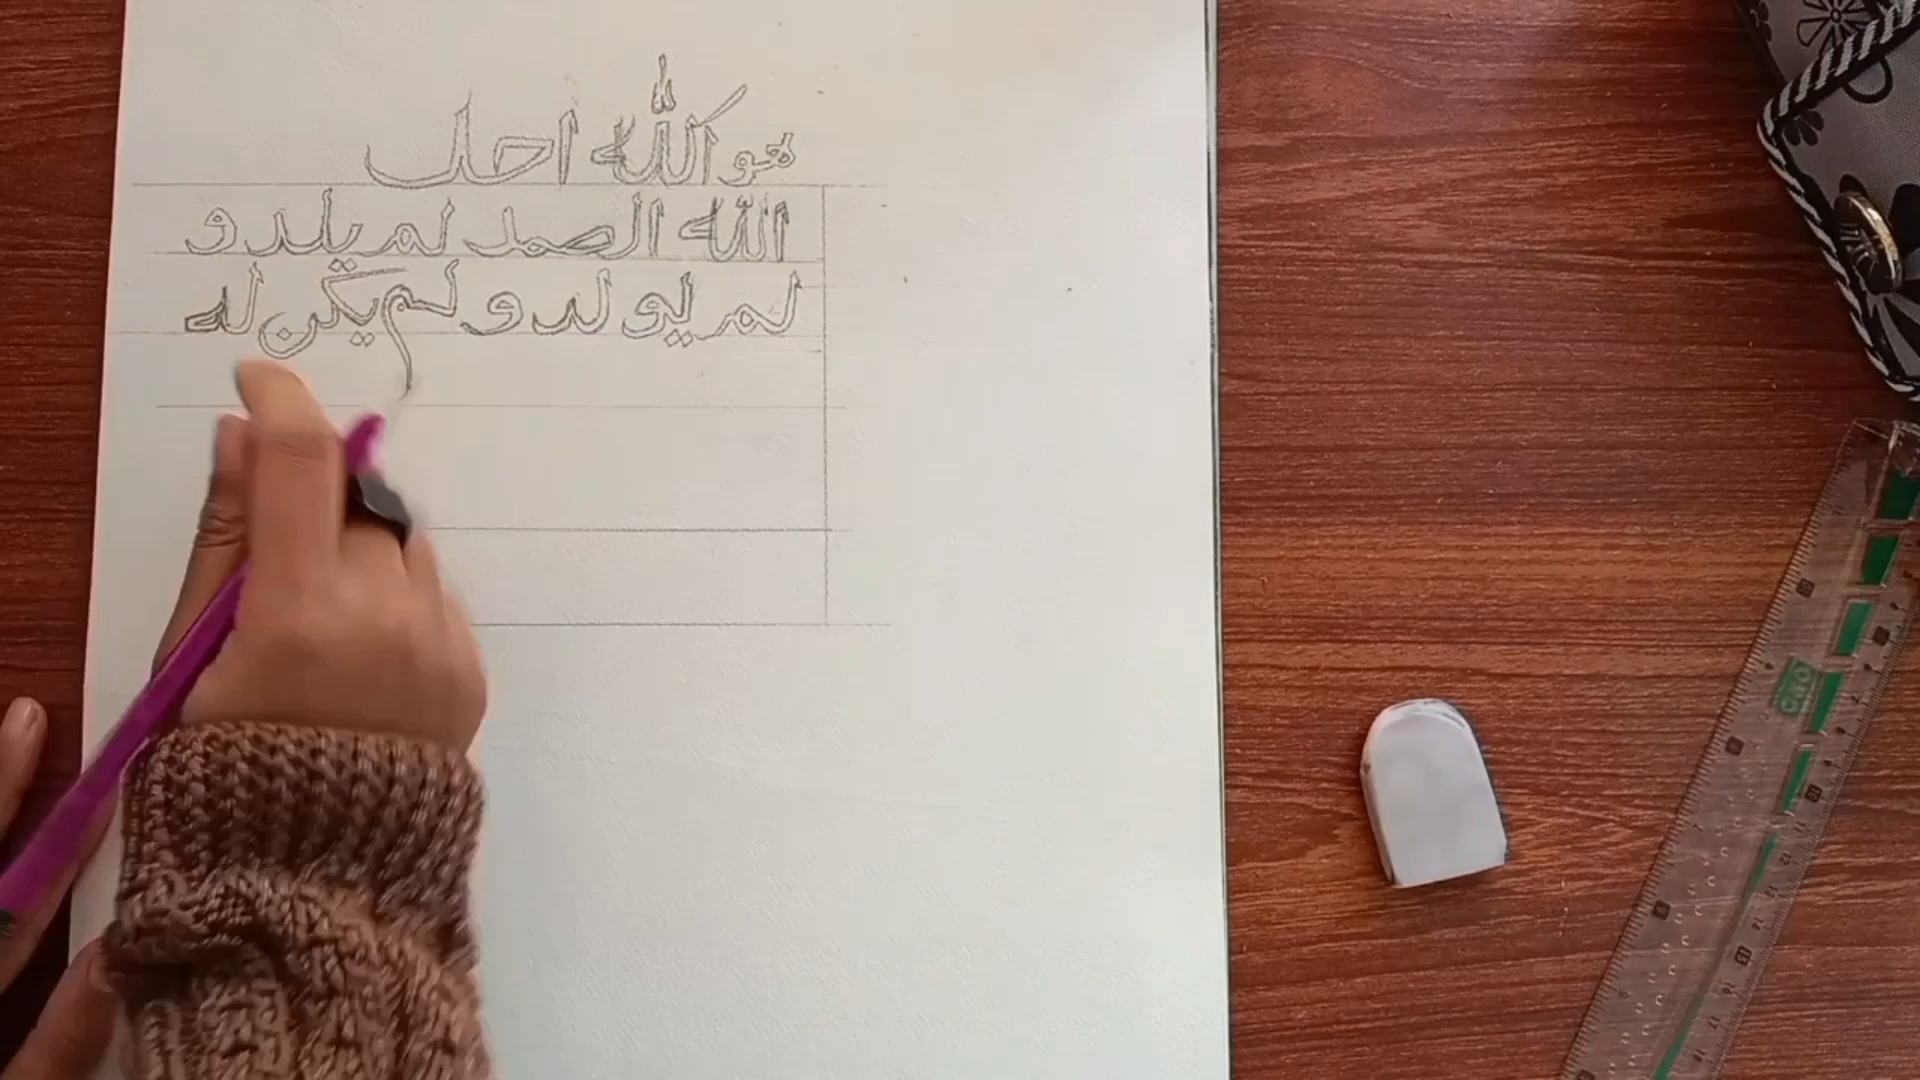 هو الله احد
الله الصمد لم يلد و
لم يولد و لم يكن له